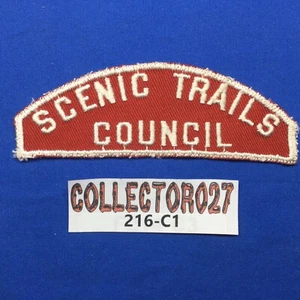 SCENIC TRAILS
COUNCIL
COLLECTOR027
216-C1